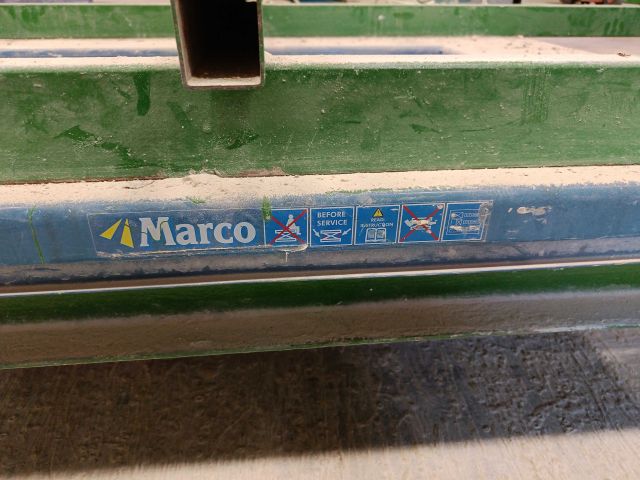 Marco
BEFORE
SERVICE
READ
INSTRUCTION